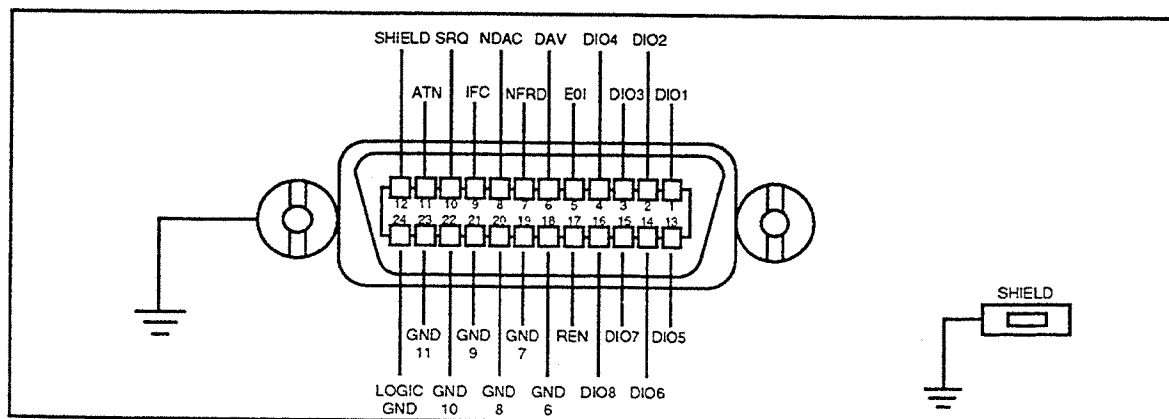 SHIELD SRQ NDAC DAV DIO4 DIO2
ATN IFC NFRD EOI DIO3 DIO1
12 11 10 9 8 7 6 5 4 3 2 1
24 23 22 21 20 19 18 17 16 15 14 13
SHIELD
GND GND GND REN DIO7 DIO5
11 9 7
LOGIC GND GND GND DIO8 DIO6
GND 10 8 6